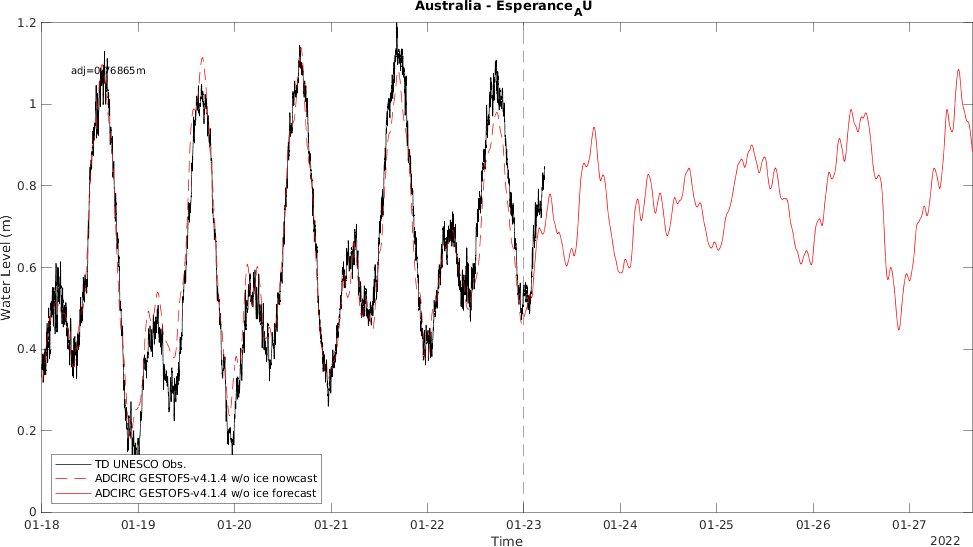 Australia - Esperance_AU
adj=0.76865m
1.2
1
0.8
0.6
0.4
0.2
0
Water Level (m)
TD UNESCO Obs.
ADCIRC GESTOFS-v4.1.4 w/o ice nowcast
ADCIRC GESTOFS-v4.1.4 w/o ice forecast
01-18 01-19 01-20 01-21 01-22 01-23 01-24 01-25 01-26 01-27
Time
2022